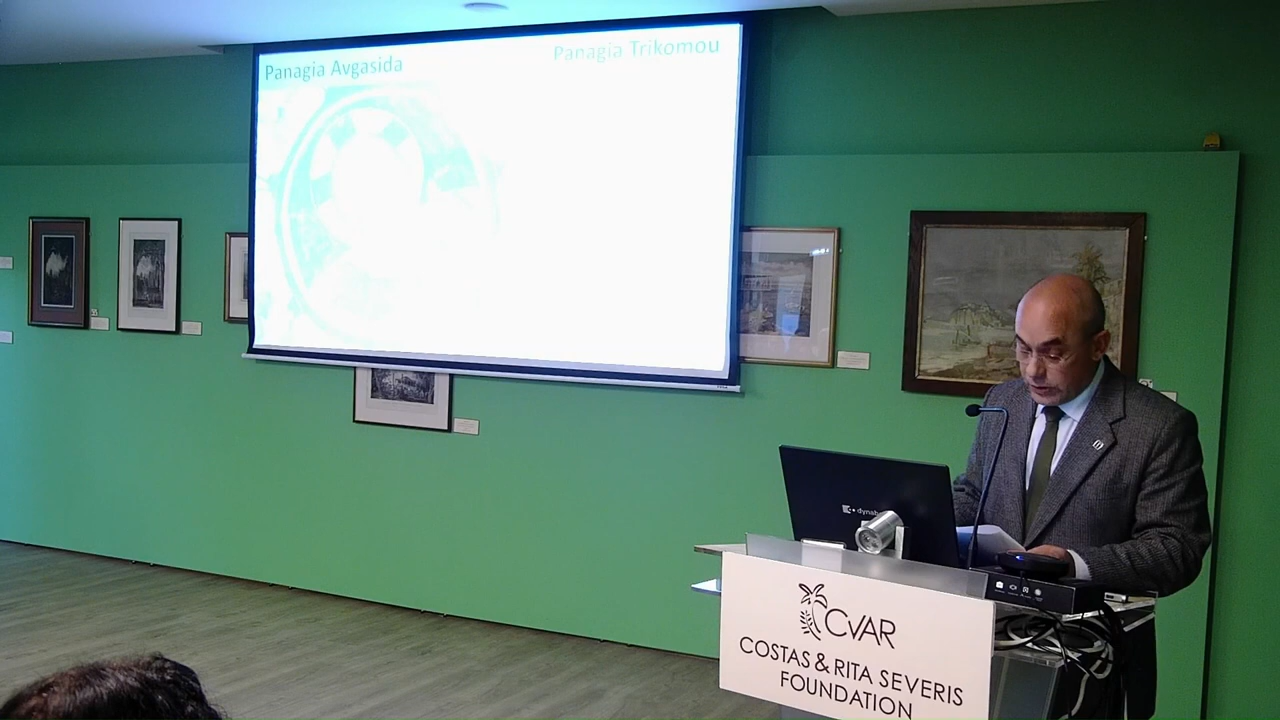 Panagia Avgasida
Panagia Trikomou
CVAR
COSTAS & RITA SEVERIS
FOUNDATION